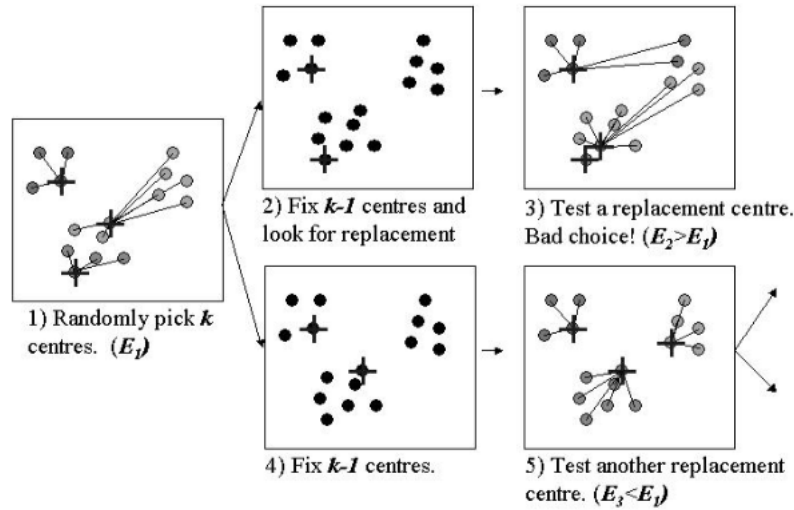 1) Randomly pick k
centres. (E1)
2) Fix k-1 centres and
look for replacement
3) Test a replacement centre.
Bad choice! (E2>E1)
4) Fix k-1 centres.
5) Test another replacement
centre. (E3<E1)